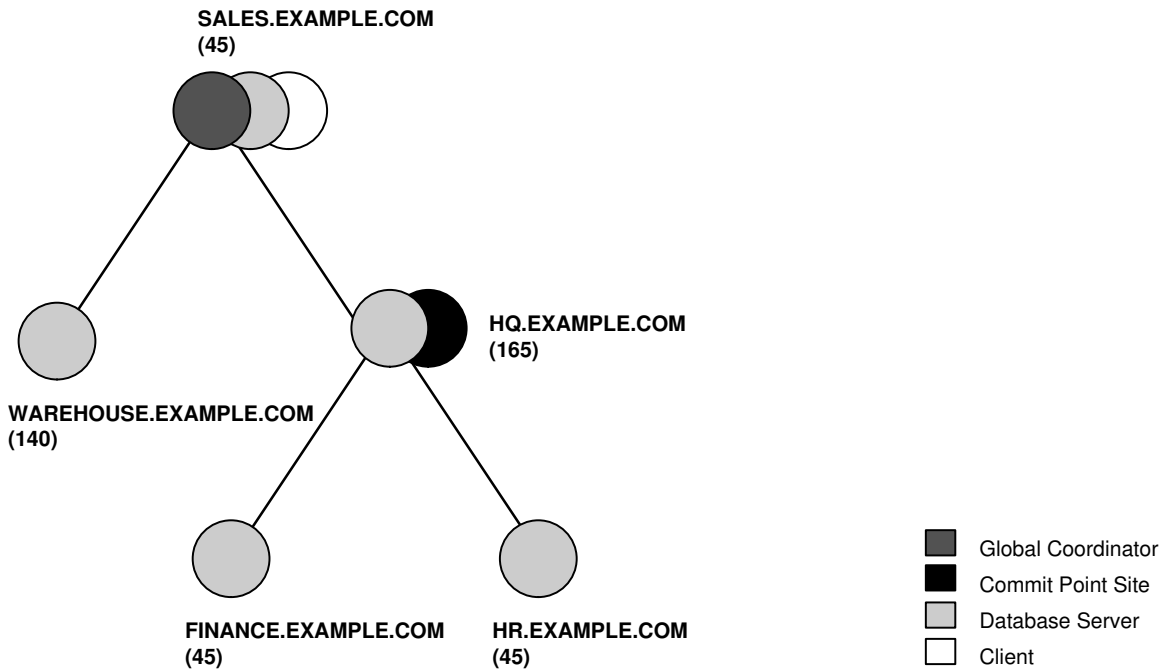 SALES.EXAMPLE.COM
(45)
HQ.EXAMPLE.COM
(165)
WAREHOUSE.EXAMPLE.COM
(140)
FINANCE.EXAMPLE.COM
(45)
HR.EXAMPLE.COM
(45)
Global Coordinator
Commit Point Site
Database Server
Client